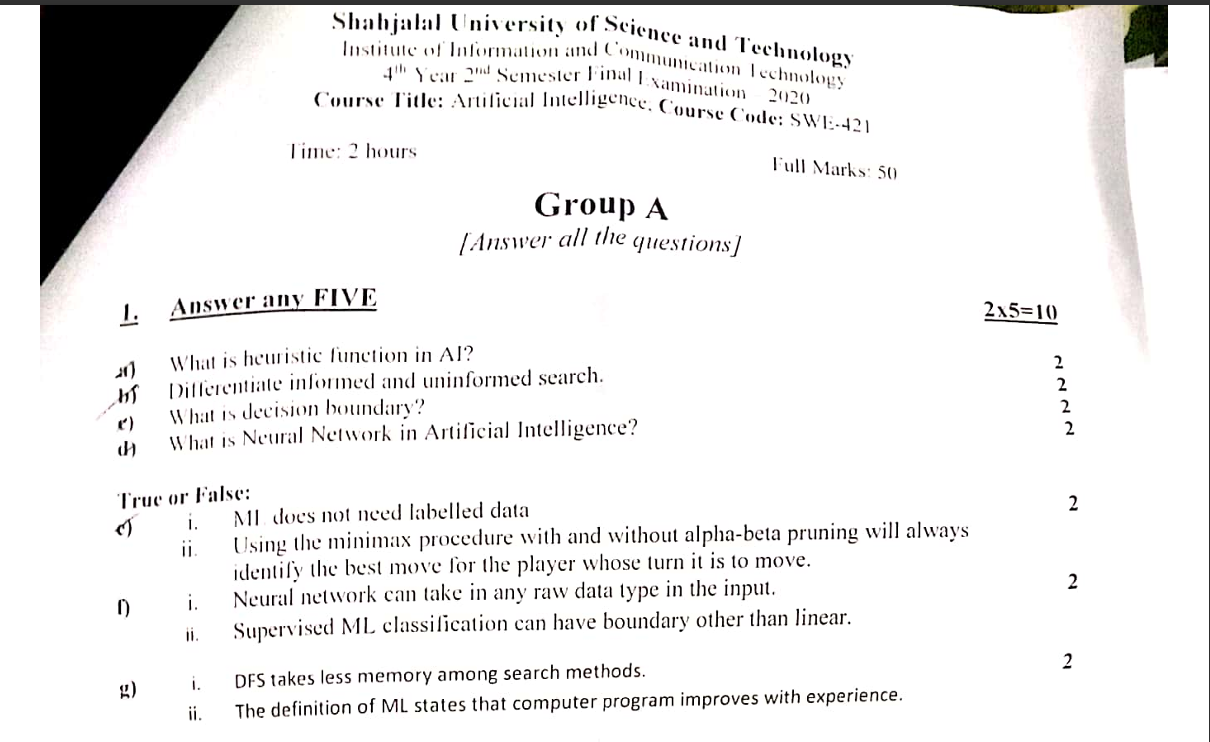 Shahjalal University of Science and Technology
Institute of Information and Communication Technology
4th Year 2nd Semester Final Examination 2020
Course Title: Artificial Intelligence, Course Code: SWE-421
Time: 2 hours
Full Marks: 50
Group A
[Answer all the questions]
1. Answer any FIVE 2x5=10
a) What is heuristic function in AI? 2
b) Differentiate informed and uninformed search. 2
c) What is decision boundary? 2
d) What is Neural Network in Artificial Intelligence? 2
True or False:
e) i. ML does not need labelled data 2
ii. Using the minimax procedure with and without alpha-beta pruning will always
identify the best move for the player whose turn it is to move.
f) i. Neural network can take in any raw data type in the input. 2
ii. Supervised ML classification can have boundary other than linear.
g) i. DFS takes less memory among search methods. 2
ii. The definition of ML states that computer program improves with experience.